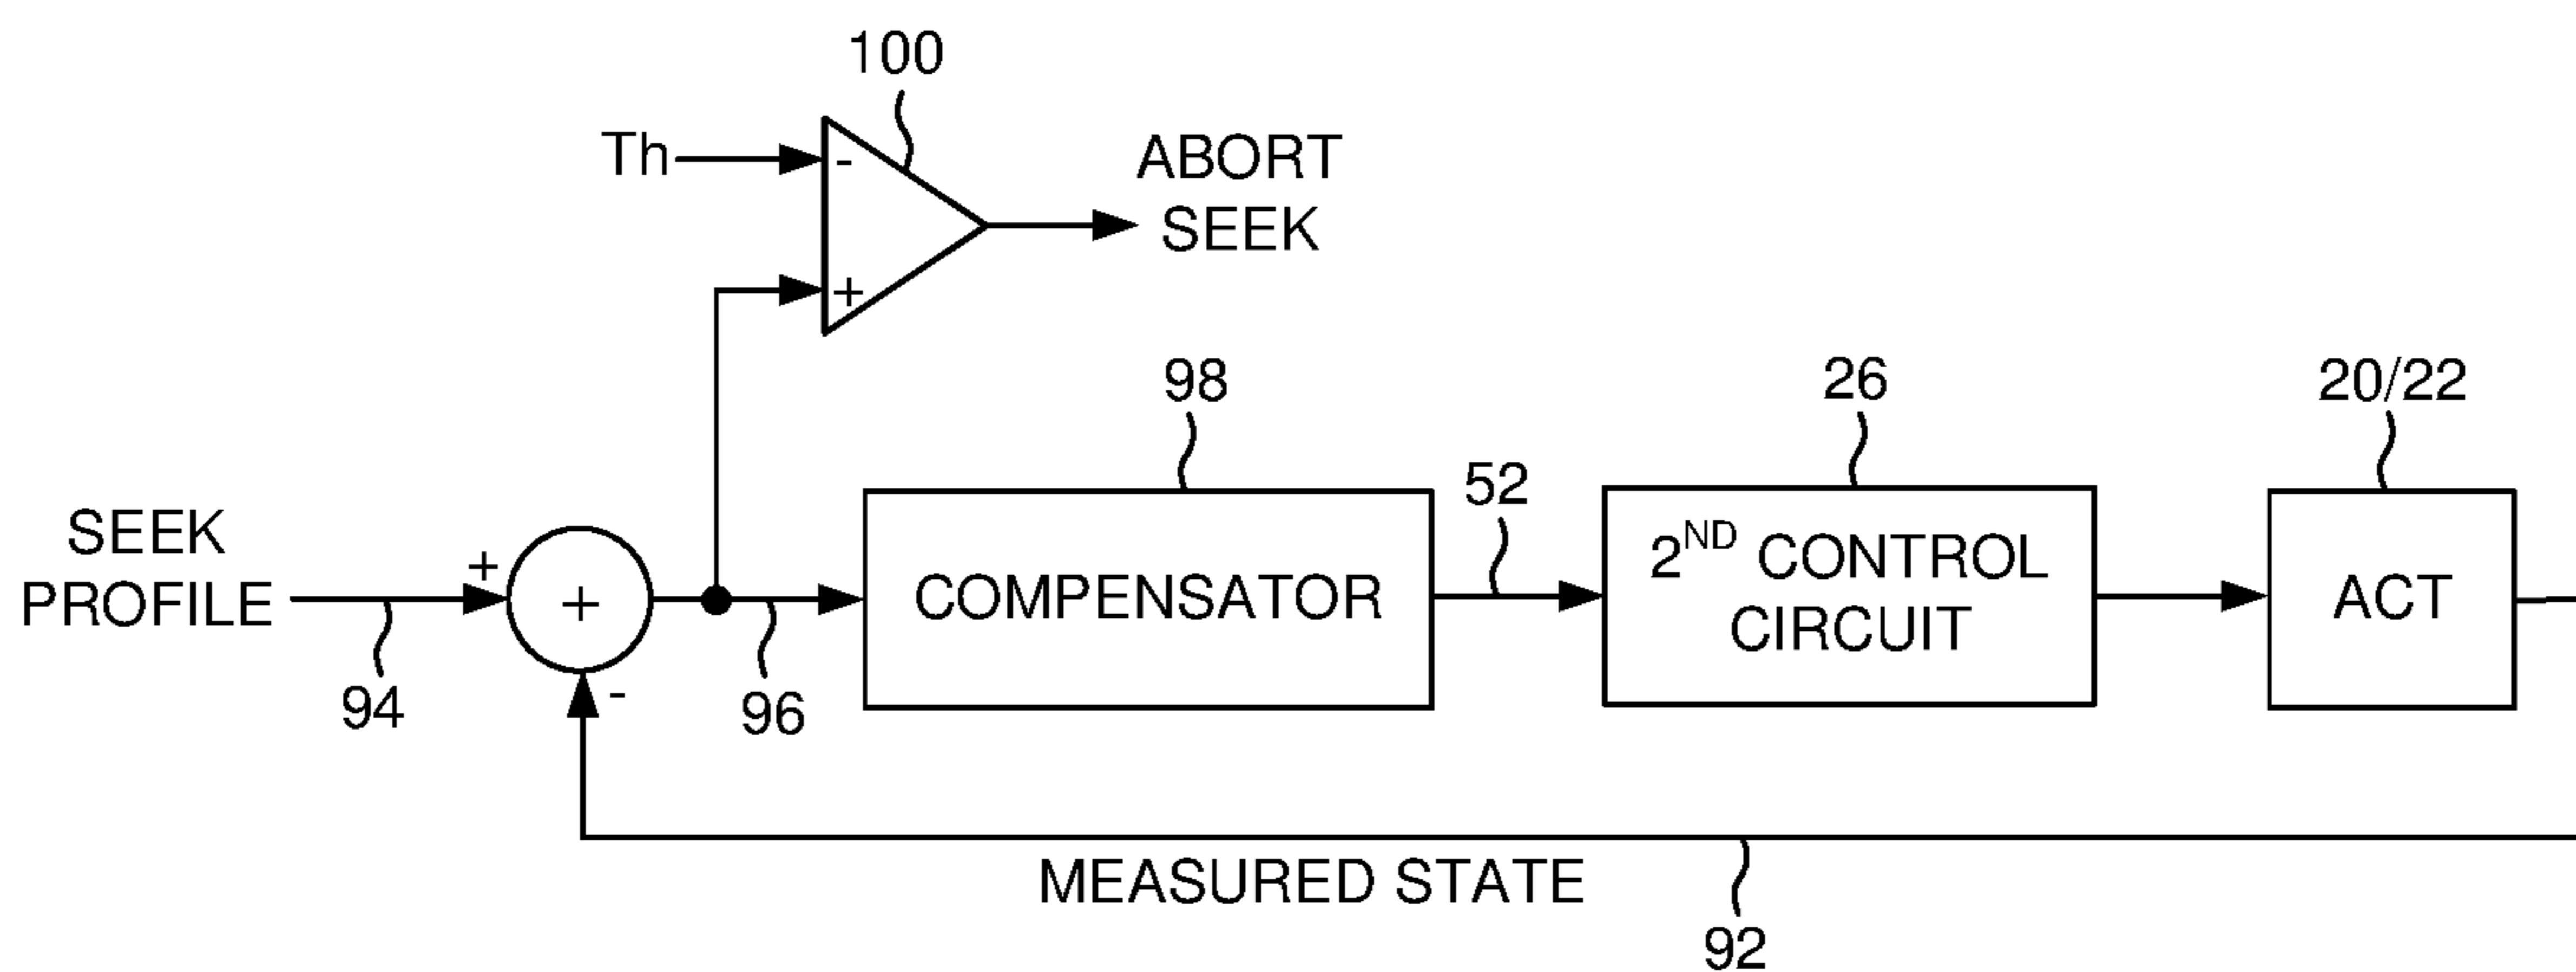 100
Th
-
+
ABORT
SEEK
98
26
20/22
52
SEEK
PROFILE
+
+
-
94
96
COMPENSATOR
2ND CONTROL
CIRCUIT
ACT
MEASURED STATE
92